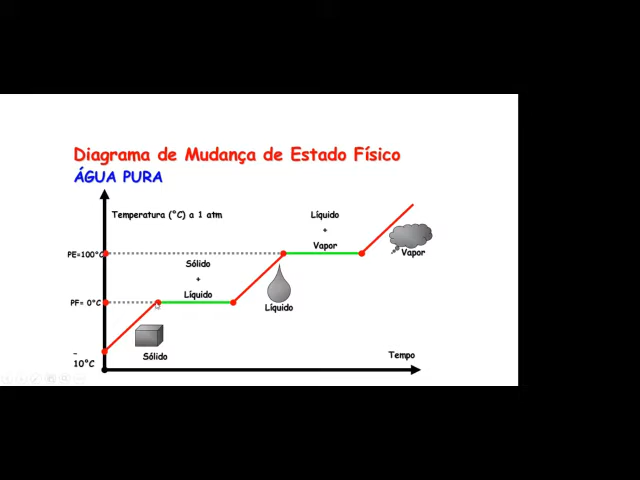 Diagrama de Mudança de Estado Físico
ÁGUA PURA
Temperatura (°C) a 1 atm
Líquido
+
Vapor
PE=100°C
Vapor
Sólido
+
Líquido
PF= 0°C
Líquido
–
10°C
Sólido
Tempo